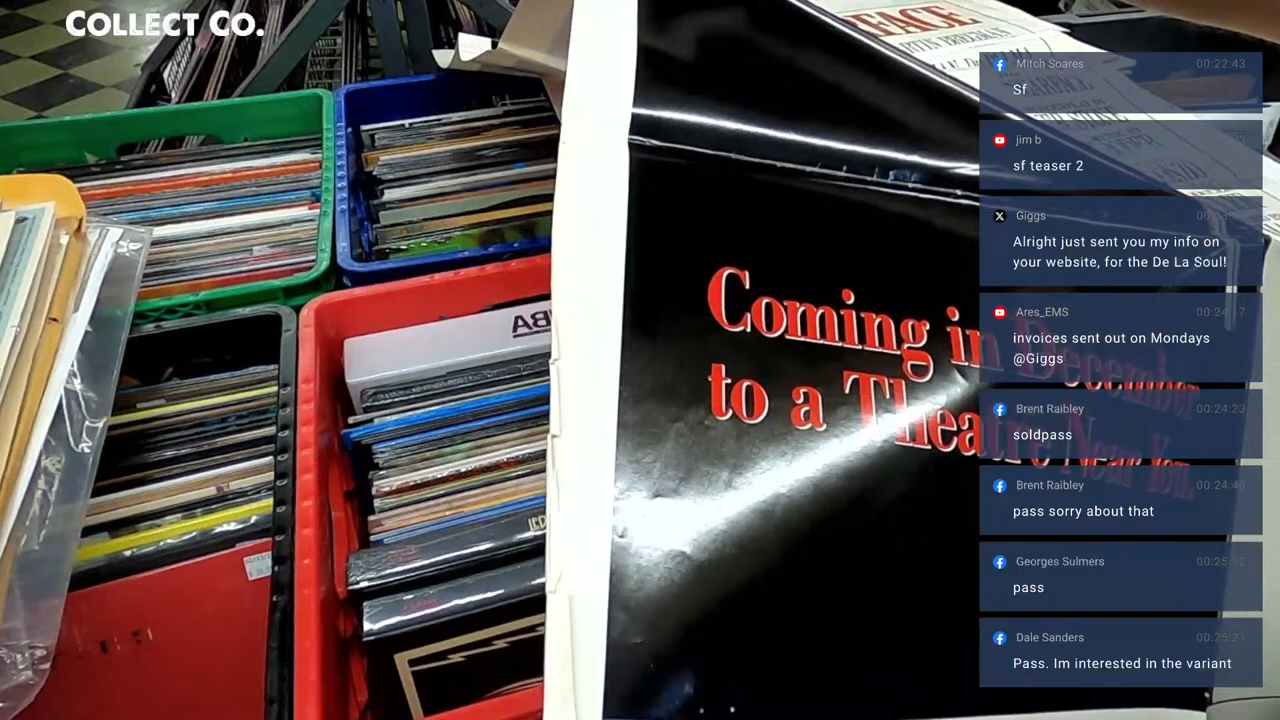 COLLECT CO.
FACE
Coming in December
to a Theatre Near You
Mitch Soares 00:22:43
Sf
jim b
sf teaser 2
Giggs
Alright just sent you my info on
your website, for the De La Soul!
Ares_EMS
invoices sent out on Mondays
@Giggs
Brent Raibley 00:24:23
soldpass
Brent Raibley
pass sorry about that
Georges Sulmers
pass
Dale Sanders 00:25:21
Pass. Im interested in the variant